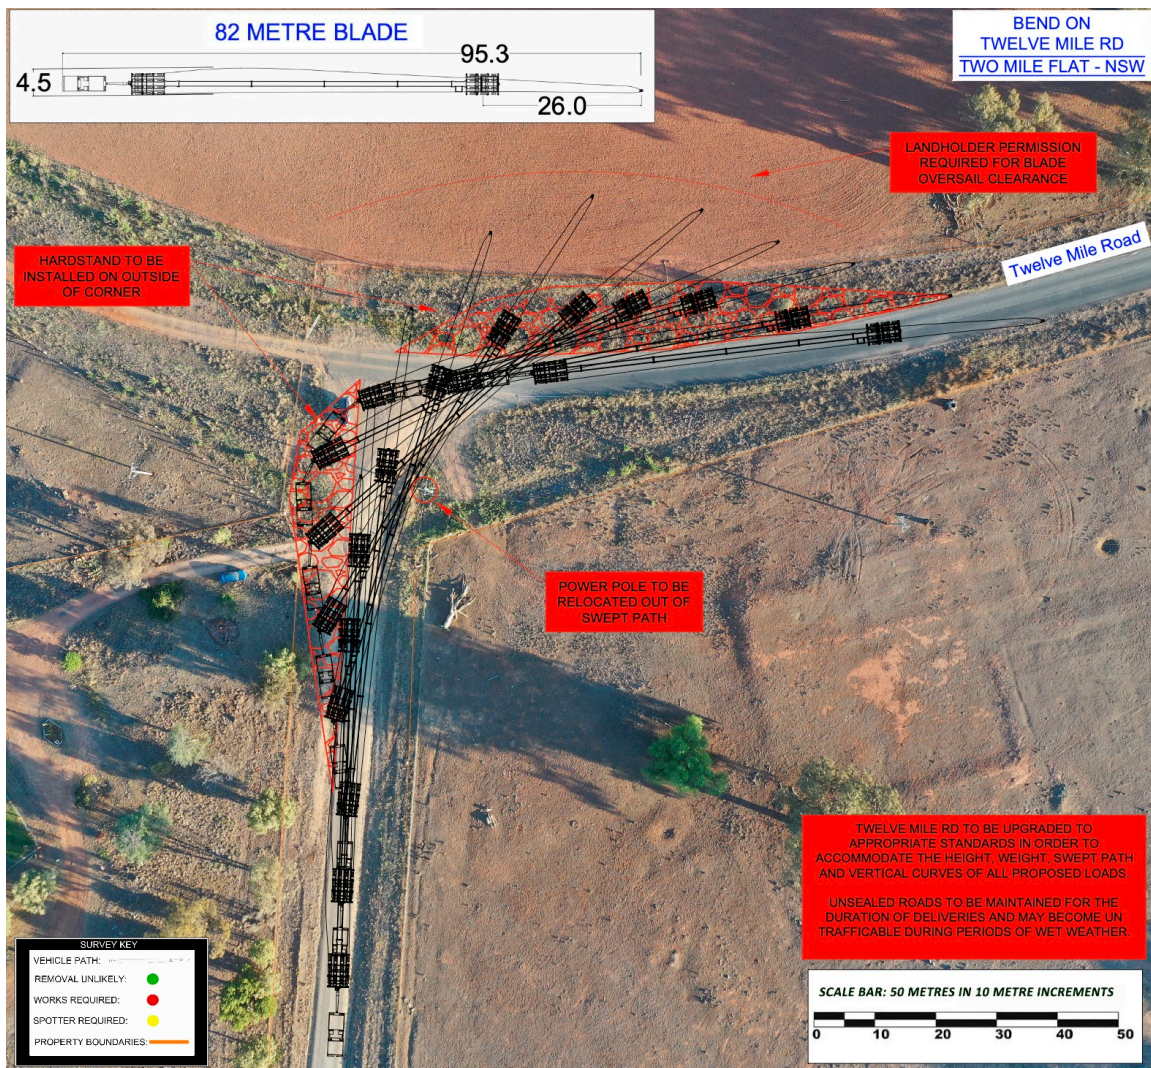 82 METRE BLADE
95.3
4.5
26.0
BEND ON
TWELVE MILE RD
TWO MILE FLAT - NSW
LANDHOLDER PERMISSION
REQUIRED FOR BLADE
OVERSAIL CLEARANCE
HARDSTAND TO BE
INSTALLED ON OUTSIDE
OF CORNER
Twelve Mile Road
POWER POLE TO BE
RELOCATED OUT OF
SWEPT PATH
TWELVE MILE RD TO BE UPGRADED TO
APPROPRIATE STANDARDS IN ORDER TO
ACCOMMODATE THE HEIGHT, WEIGHT, SWEPT PATH
AND VERTICAL CURVES OF ALL PROPOSED LOADS.
UNSEALED ROADS TO BE MAINTAINED FOR THE
DURATION OF DELIVERIES AND MAY BECOME UN
TRAFFICABLE DURING PERIODS OF WET WEATHER.
SURVEY KEY
VEHICLE PATH:
REMOVAL UNLIKELY:
WORKS REQUIRED:
SPOTTER REQUIRED:
PROPERTY BOUNDARIES:
SCALE BAR: 50 METRES IN 10 METRE INCREMENTS
0 10 20 30 40 50